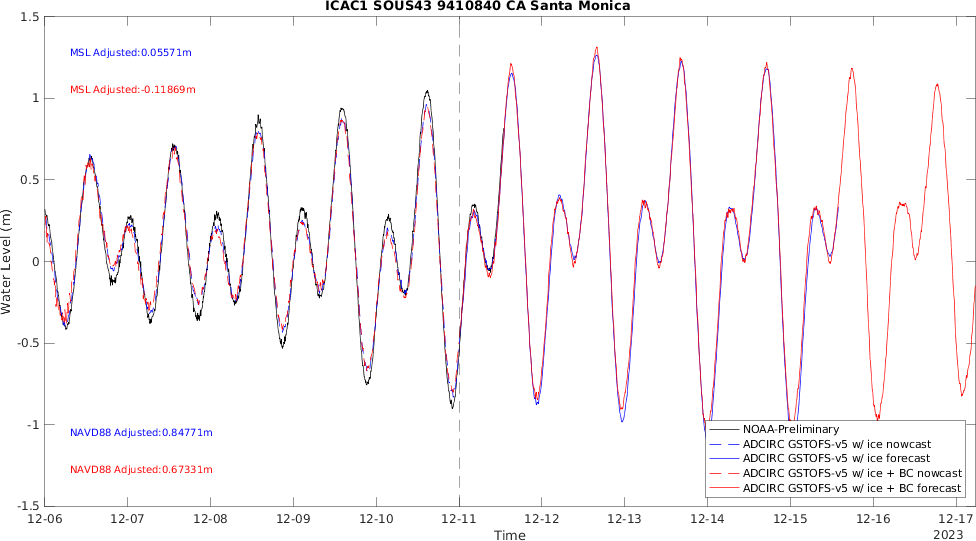 ICAC1 SOUS43 9410840 CA Santa Monica
1.5
1
0.5
0
-0.5
-1
-1.5
Water Level (m)
MSL Adjusted:0.05571m
MSL Adjusted:-0.11869m
NAVD88 Adjusted:0.84771m
NAVD88 Adjusted:0.67331m
NOAA-Preliminary
ADCIRC GSTOFS-v5 w/ ice nowcast
ADCIRC GSTOFS-v5 w/ ice forecast
ADCIRC GSTOFS-v5 w/ ice + BC nowcast
ADCIRC GSTOFS-v5 w/ ice + BC forecast
12-06 12-07 12-08 12-09 12-10 12-11 12-12 12-13 12-14 12-15 12-16 12-17
Time
2023